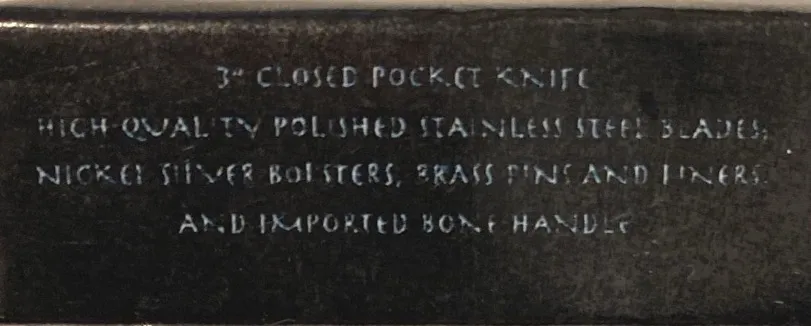 3" CLOSED POCKET KNIFE
HIGH-QUALITY POLISHED STAINLESS STEEL BLADES,
NICKEL SILVER BOLSTERS, BRASS PINS AND LINERS,
AND IMPORTED BONE HANDLE